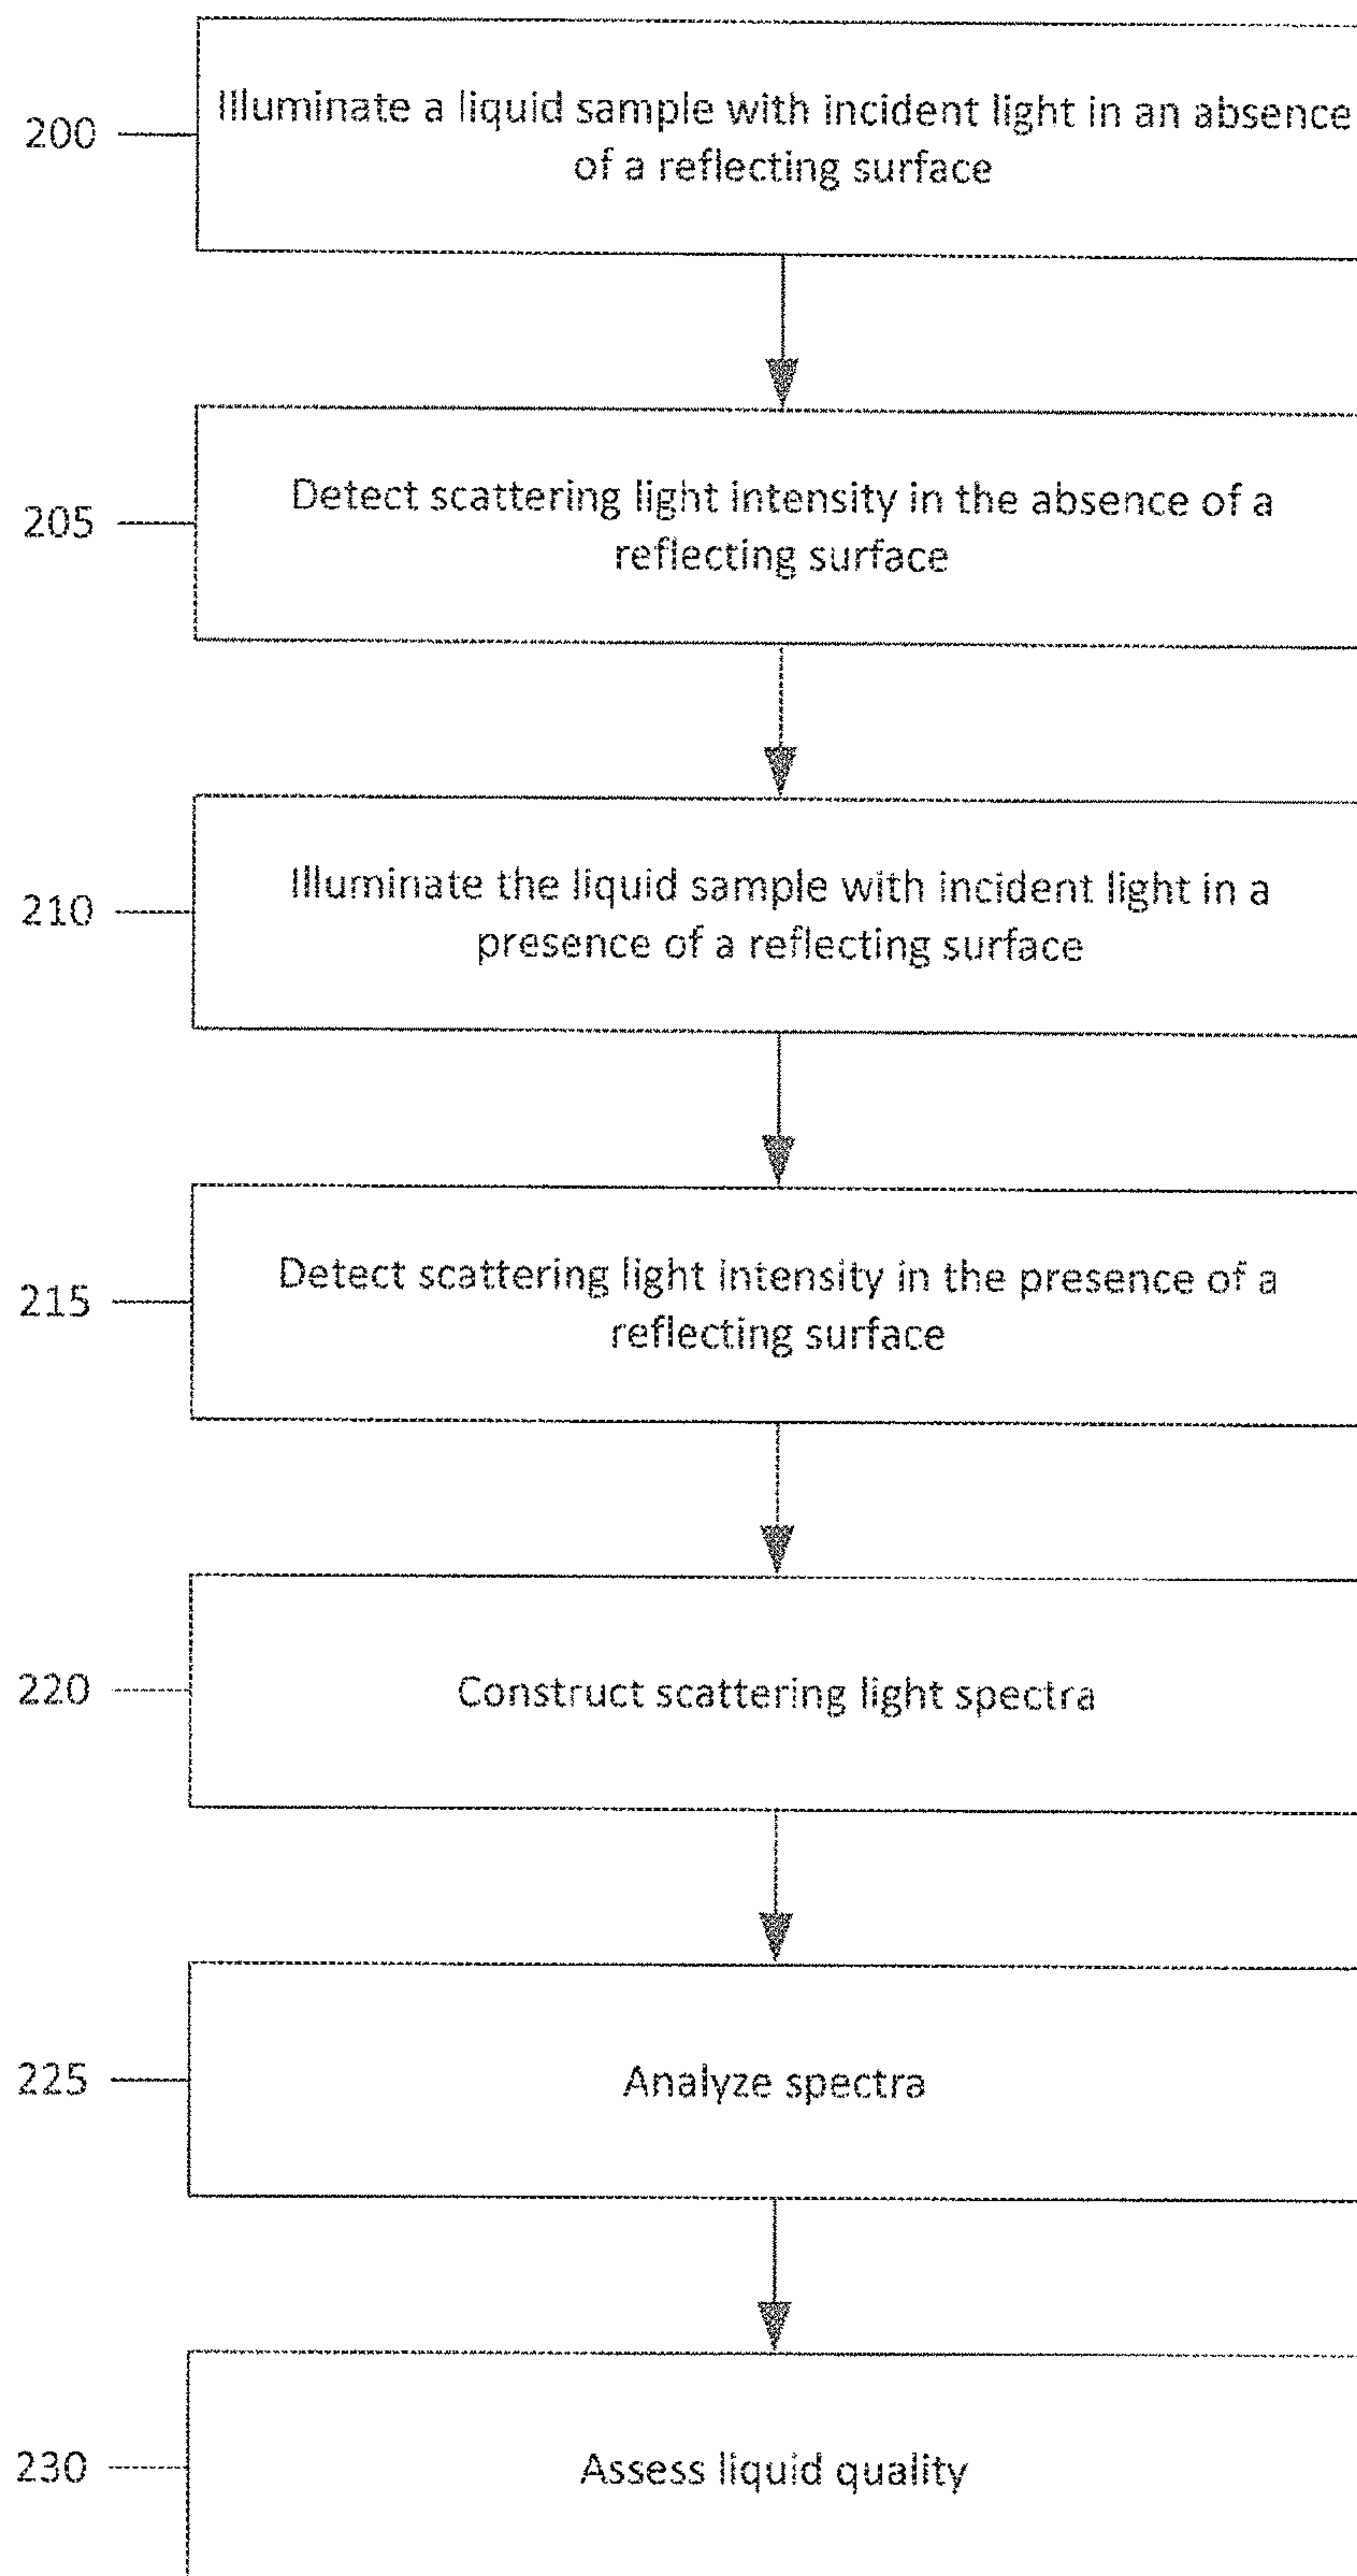 200
Illuminate a liquid sample with incident light in an absence
of a reflecting surface
205
Detect scattering light intensity in the absence of a
reflecting surface
210
Illuminate the liquid sample with incident light in a
presence of a reflecting surface
215
Detect scattering light intensity in the presence of a
reflecting surface
220
Construct scattering light spectra
225
Analyze spectra
230
Assess liquid quality